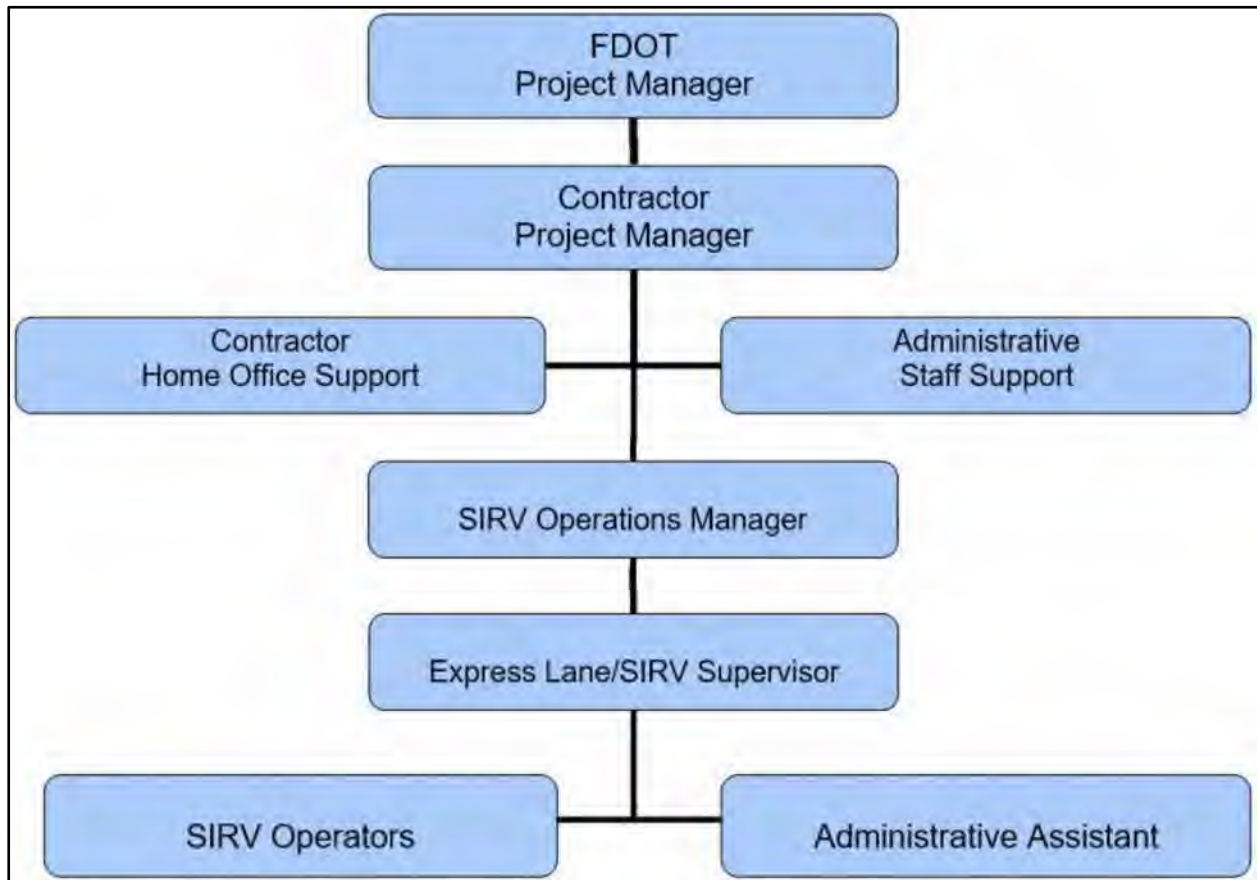 FDOT
Project Manager
Contractor
Project Manager
Contractor
Home Office Support
Administrative
Staff Support
SIRV Operations Manager
Express Lane/SIRV Supervisor
SIRV Operators
Administrative Assistant